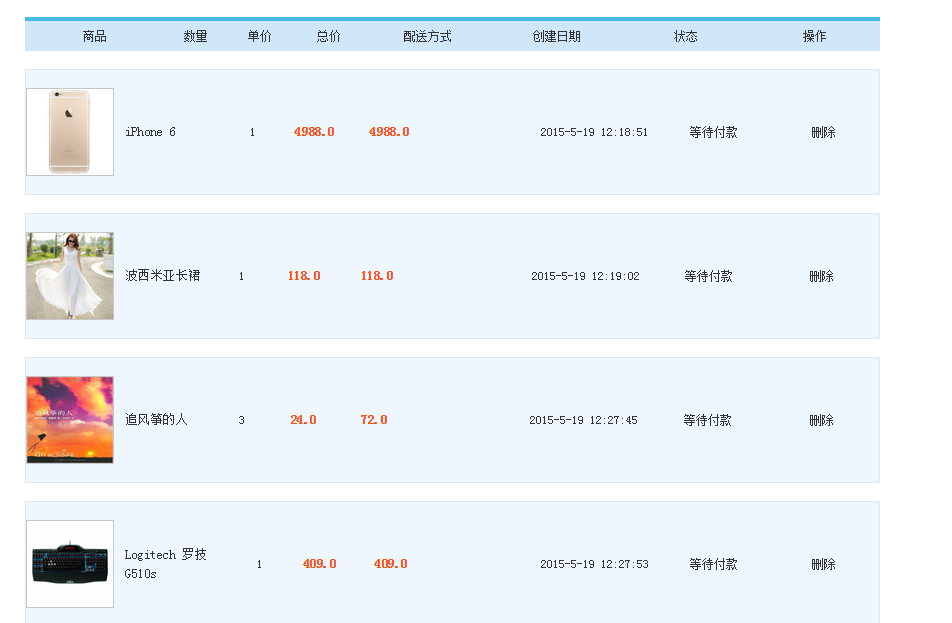 商品 数量 单价 总价 配送方式 创建日期 状态 操作
iPhone 6 1 4988.0 4988.0 2015-5-19 12:18:51 等待付款 删除
波西米亚长裙 1 118.0 118.0 2015-5-19 12:19:02 等待付款 删除
追风筝的人
追风筝的人 3 24.0 72.0 2015-5-19 12:27:45 等待付款 删除
Logitech 罗技
G510s 1 409.0 409.0 2015-5-19 12:27:53 等待付款 删除